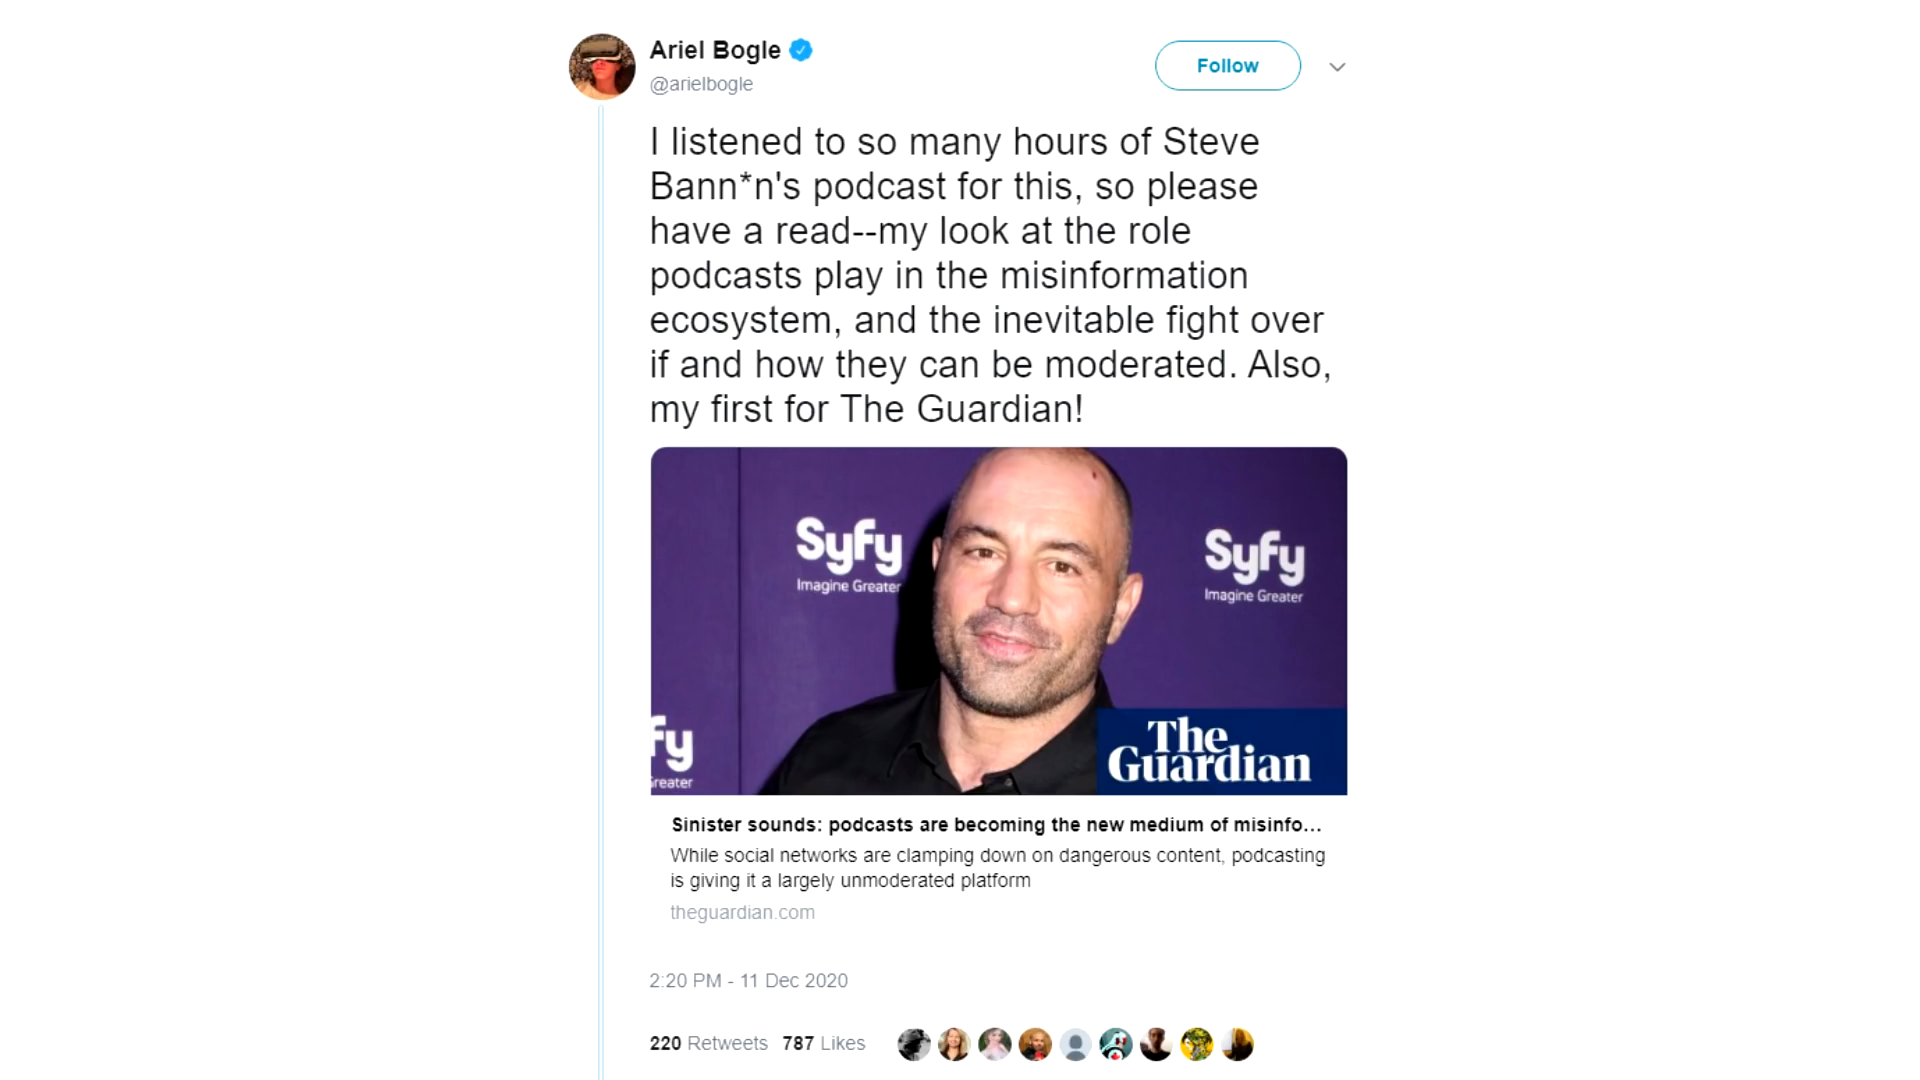 Ariel Bogle
@arielbogle
Follow
I listened to so many hours of Steve
Bann*n's podcast for this, so please
have a read--my look at the role
podcasts play in the misinformation
ecosystem, and the inevitable fight over
if and how they can be moderated. Also,
my first for The Guardian!
Syfy
Imagine Greater
Syfy
Imagine Greater
fy
Greater
The
Guardian
Sinister sounds: podcasts are becoming the new medium of misinfo...
While social networks are clamping down on dangerous content, podcasting
is giving it a largely unmoderated platform
theguardian.com
2:20 PM - 11 Dec 2020
220 Retweets 787 Likes